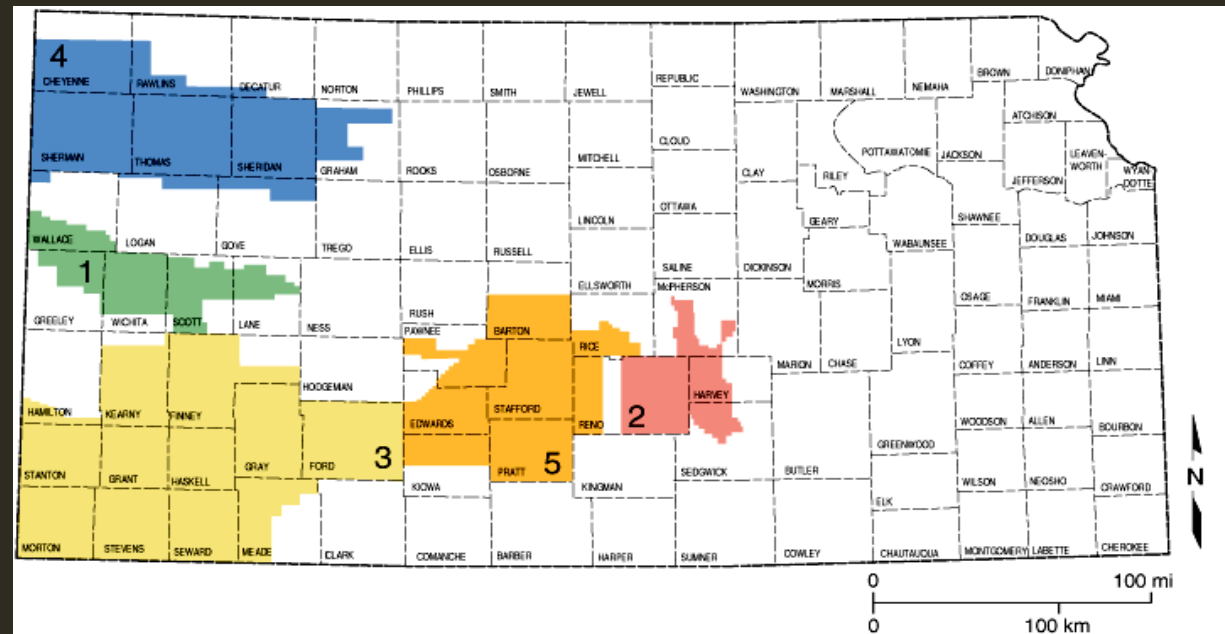 4
CHEYENNE
RAWLINS
DECATUR
NORTON
PHILLIPS
SMITH
JEWELL
REPUBLIC
WASHINGTON
MARSHALL
NEMAHA
BROWN
DONIPHAN
SHERMAN
THOMAS
SHERIDAN
GRAHAM
ROOKS
OSBORNE
MITCHELL
CLOUD
CLAY
RILEY
POTTAWATOMIE
JACKSON
ATCHISON
JEFFERSON
LEAVEN-
WORTH
WYAN
DOTTE
WALLACE
LOGAN
GOVE
TREGO
ELLIS
RUSSELL
LINCOLN
OTTAWA
SALINE
DICKINSON
GEARY
MORRIS
WABAUNSEE
SHAWNEE
DOUGLAS
JOHNSON
1
GREELEY
WICHITA
SCOTT
LANE
NESS
RUSH
PAWNEE
BARTON
ELLSWORTH
RICE
McPHERSON
MARION
CHASE
LYON
OSAGE
FRANKLIN
MIAMI
COFFEY
ANDERSON
LINN
HAMILTON
KEARNY
FINNEY
HODGEMAN
EDWARDS
STAFFORD
RENO
2
HARVEY
STANTON
GRANT
HASKELL
GRAY
FORD
3
KIOWA
PRATT
5
KINGMAN
SEDGWICK
BUTLER
GREENWOOD
WOODSON
ALLEN
BOURBON
ELK
WILSON
NEOSHO
CRAWFORD
MORTON
STEVENS
SEWARD
MEADE
CLARK
COMANCHE
BARBER
HARPER
SUMNER
COWLEY
CHAUTAUQUA
MONTGOMERY
LABETTE
CHEROKEE
N
0
100 mi
0
100 km